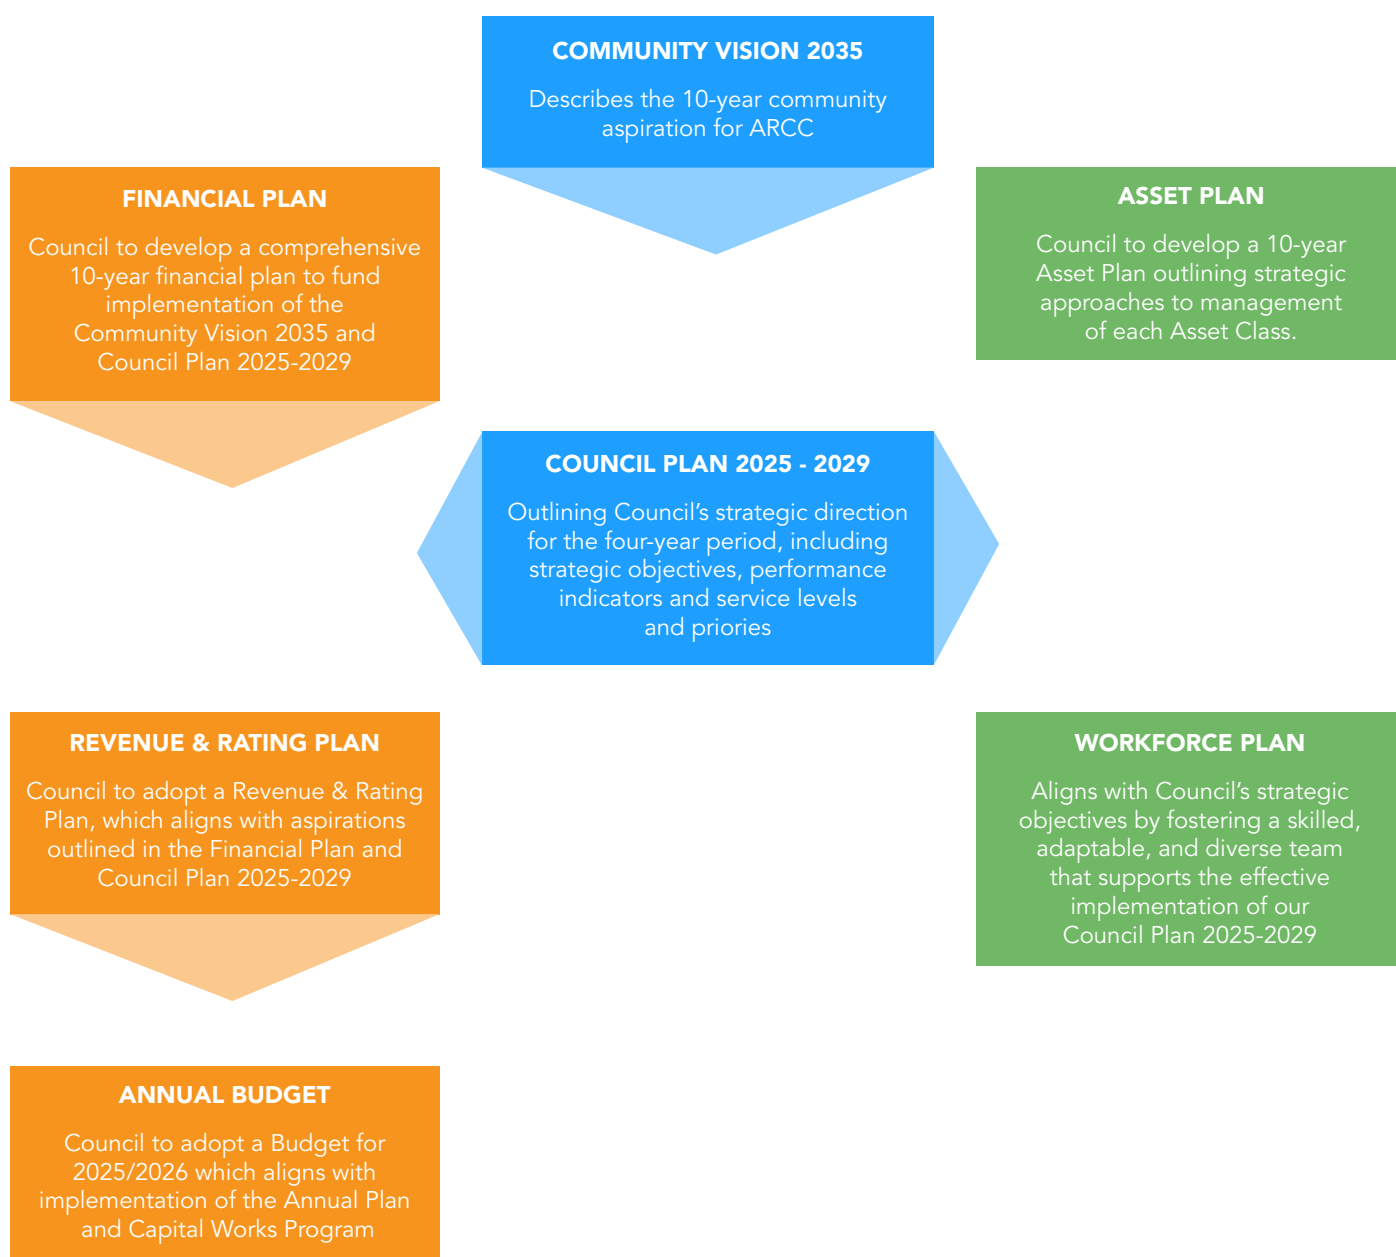 COMMUNITY VISION 2035
Describes the 10-year community
aspiration for ARCC
FINANCIAL PLAN
Council to develop a comprehensive
10-year financial plan to fund
implementation of the
Community Vision 2035 and
Council Plan 2025-2029
ASSET PLAN
Council to develop a 10-year
Asset Plan outlining strategic
approaches to management
of each Asset Class.
COUNCIL PLAN 2025 - 2029
Outlining Council’s strategic direction
for the four-year period, including
strategic objectives, performance
indicators and service levels
and priories
REVENUE & RATING PLAN
Council to adopt a Revenue & Rating
Plan, which aligns with aspirations
outlined in the Financial Plan and
Council Plan 2025-2029
WORKFORCE PLAN
Aligns with Council’s strategic
objectives by fostering a skilled,
adaptable, and diverse team
that supports the effective
implementation of our
Council Plan 2025-2029
ANNUAL BUDGET
Council to adopt a Budget for
2025/2026 which aligns with
implementation of the Annual Plan
and Capital Works Program